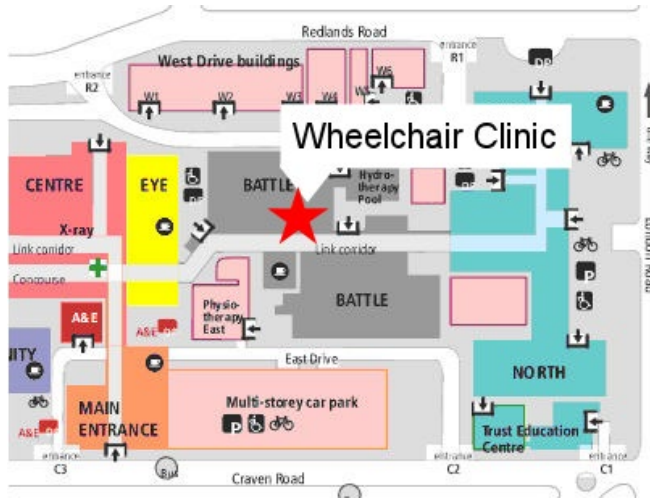 Redlands Road
entrance
R2
West Drive buildings
entrance
R1
W1
W2
W3
W4
W6
Wheelchair Clinic
CENTRE
EYE
BATTLE
Hydro-
therapy
Pool
X-ray
Link corridor
Link corridor
Concourse
BATTLE
A&E
Physio-
therapy
East
A&E
P
East Drive
NORTH
MAIN
ENTRANCE
Multi-storey car park
P
A&E
Trust Education
Centre
entrance
C3
Bus
Craven Road
entrance
C2
entrance
C1